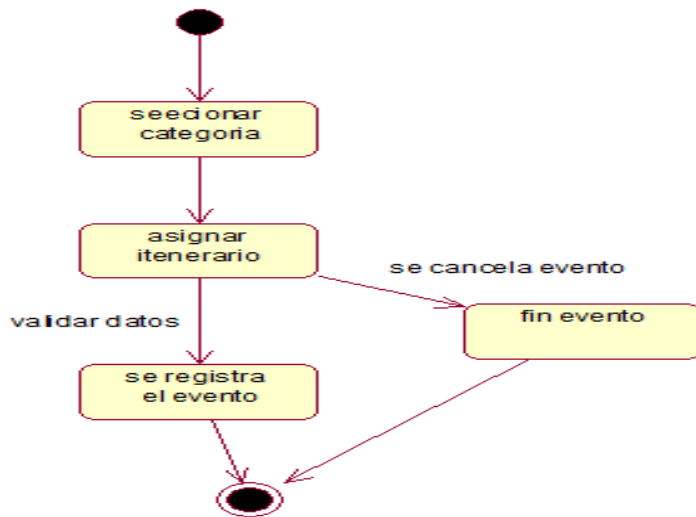 seecionar
categoria
asignar
itenerario
se cancela evento
fin evento
validar datos
se registra
el evento